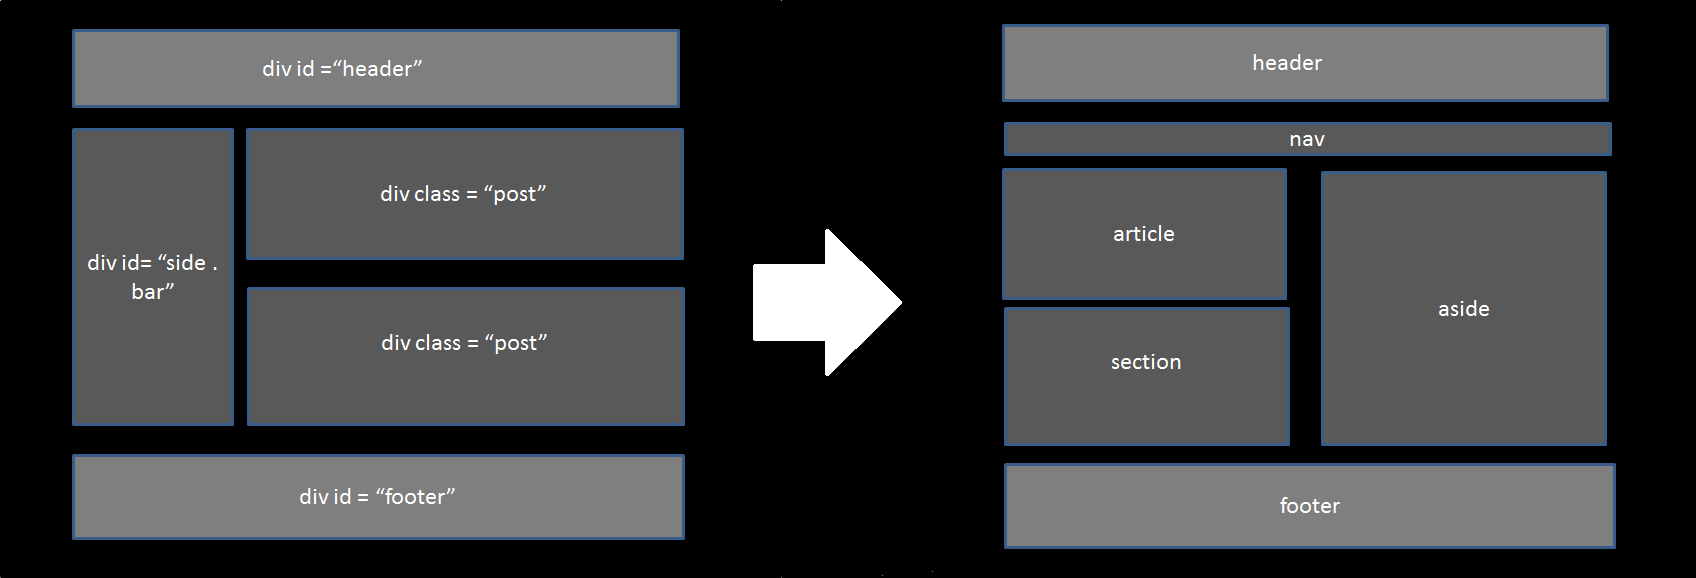 div id =“header”
div id= “side .
bar”
div class = “post”
div class = “post”
div id = “footer”
header
nav
article
section
aside
footer